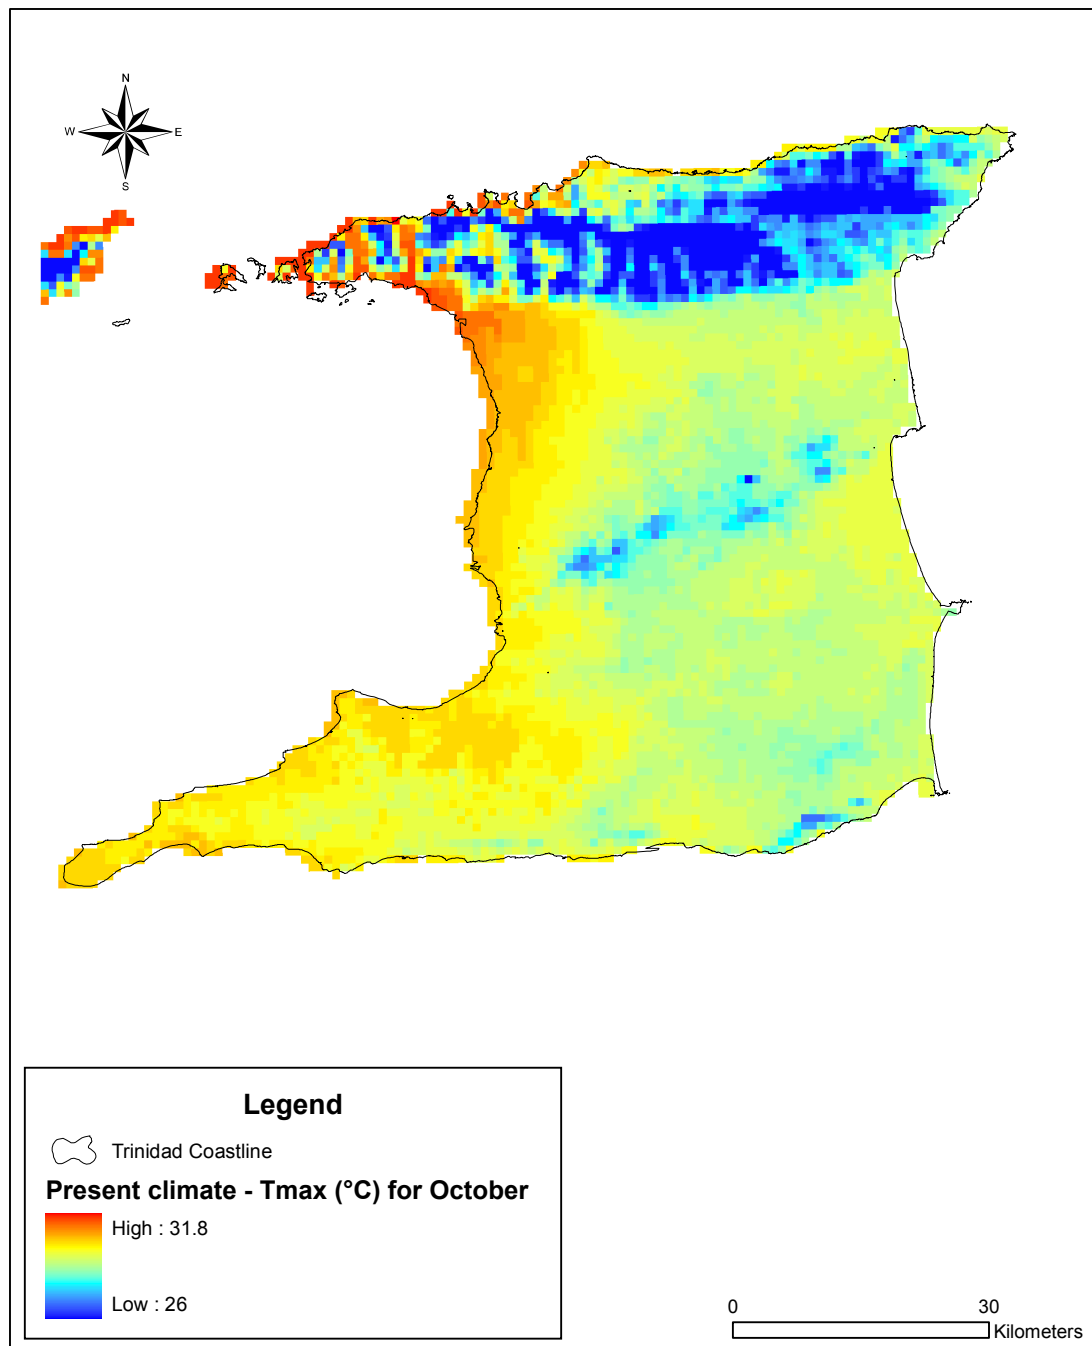 N
W E
S
Legend
Trinidad Coastline
Present climate - Tmax (°C) for October
High : 31.8
Low : 26
0 30
Kilometers